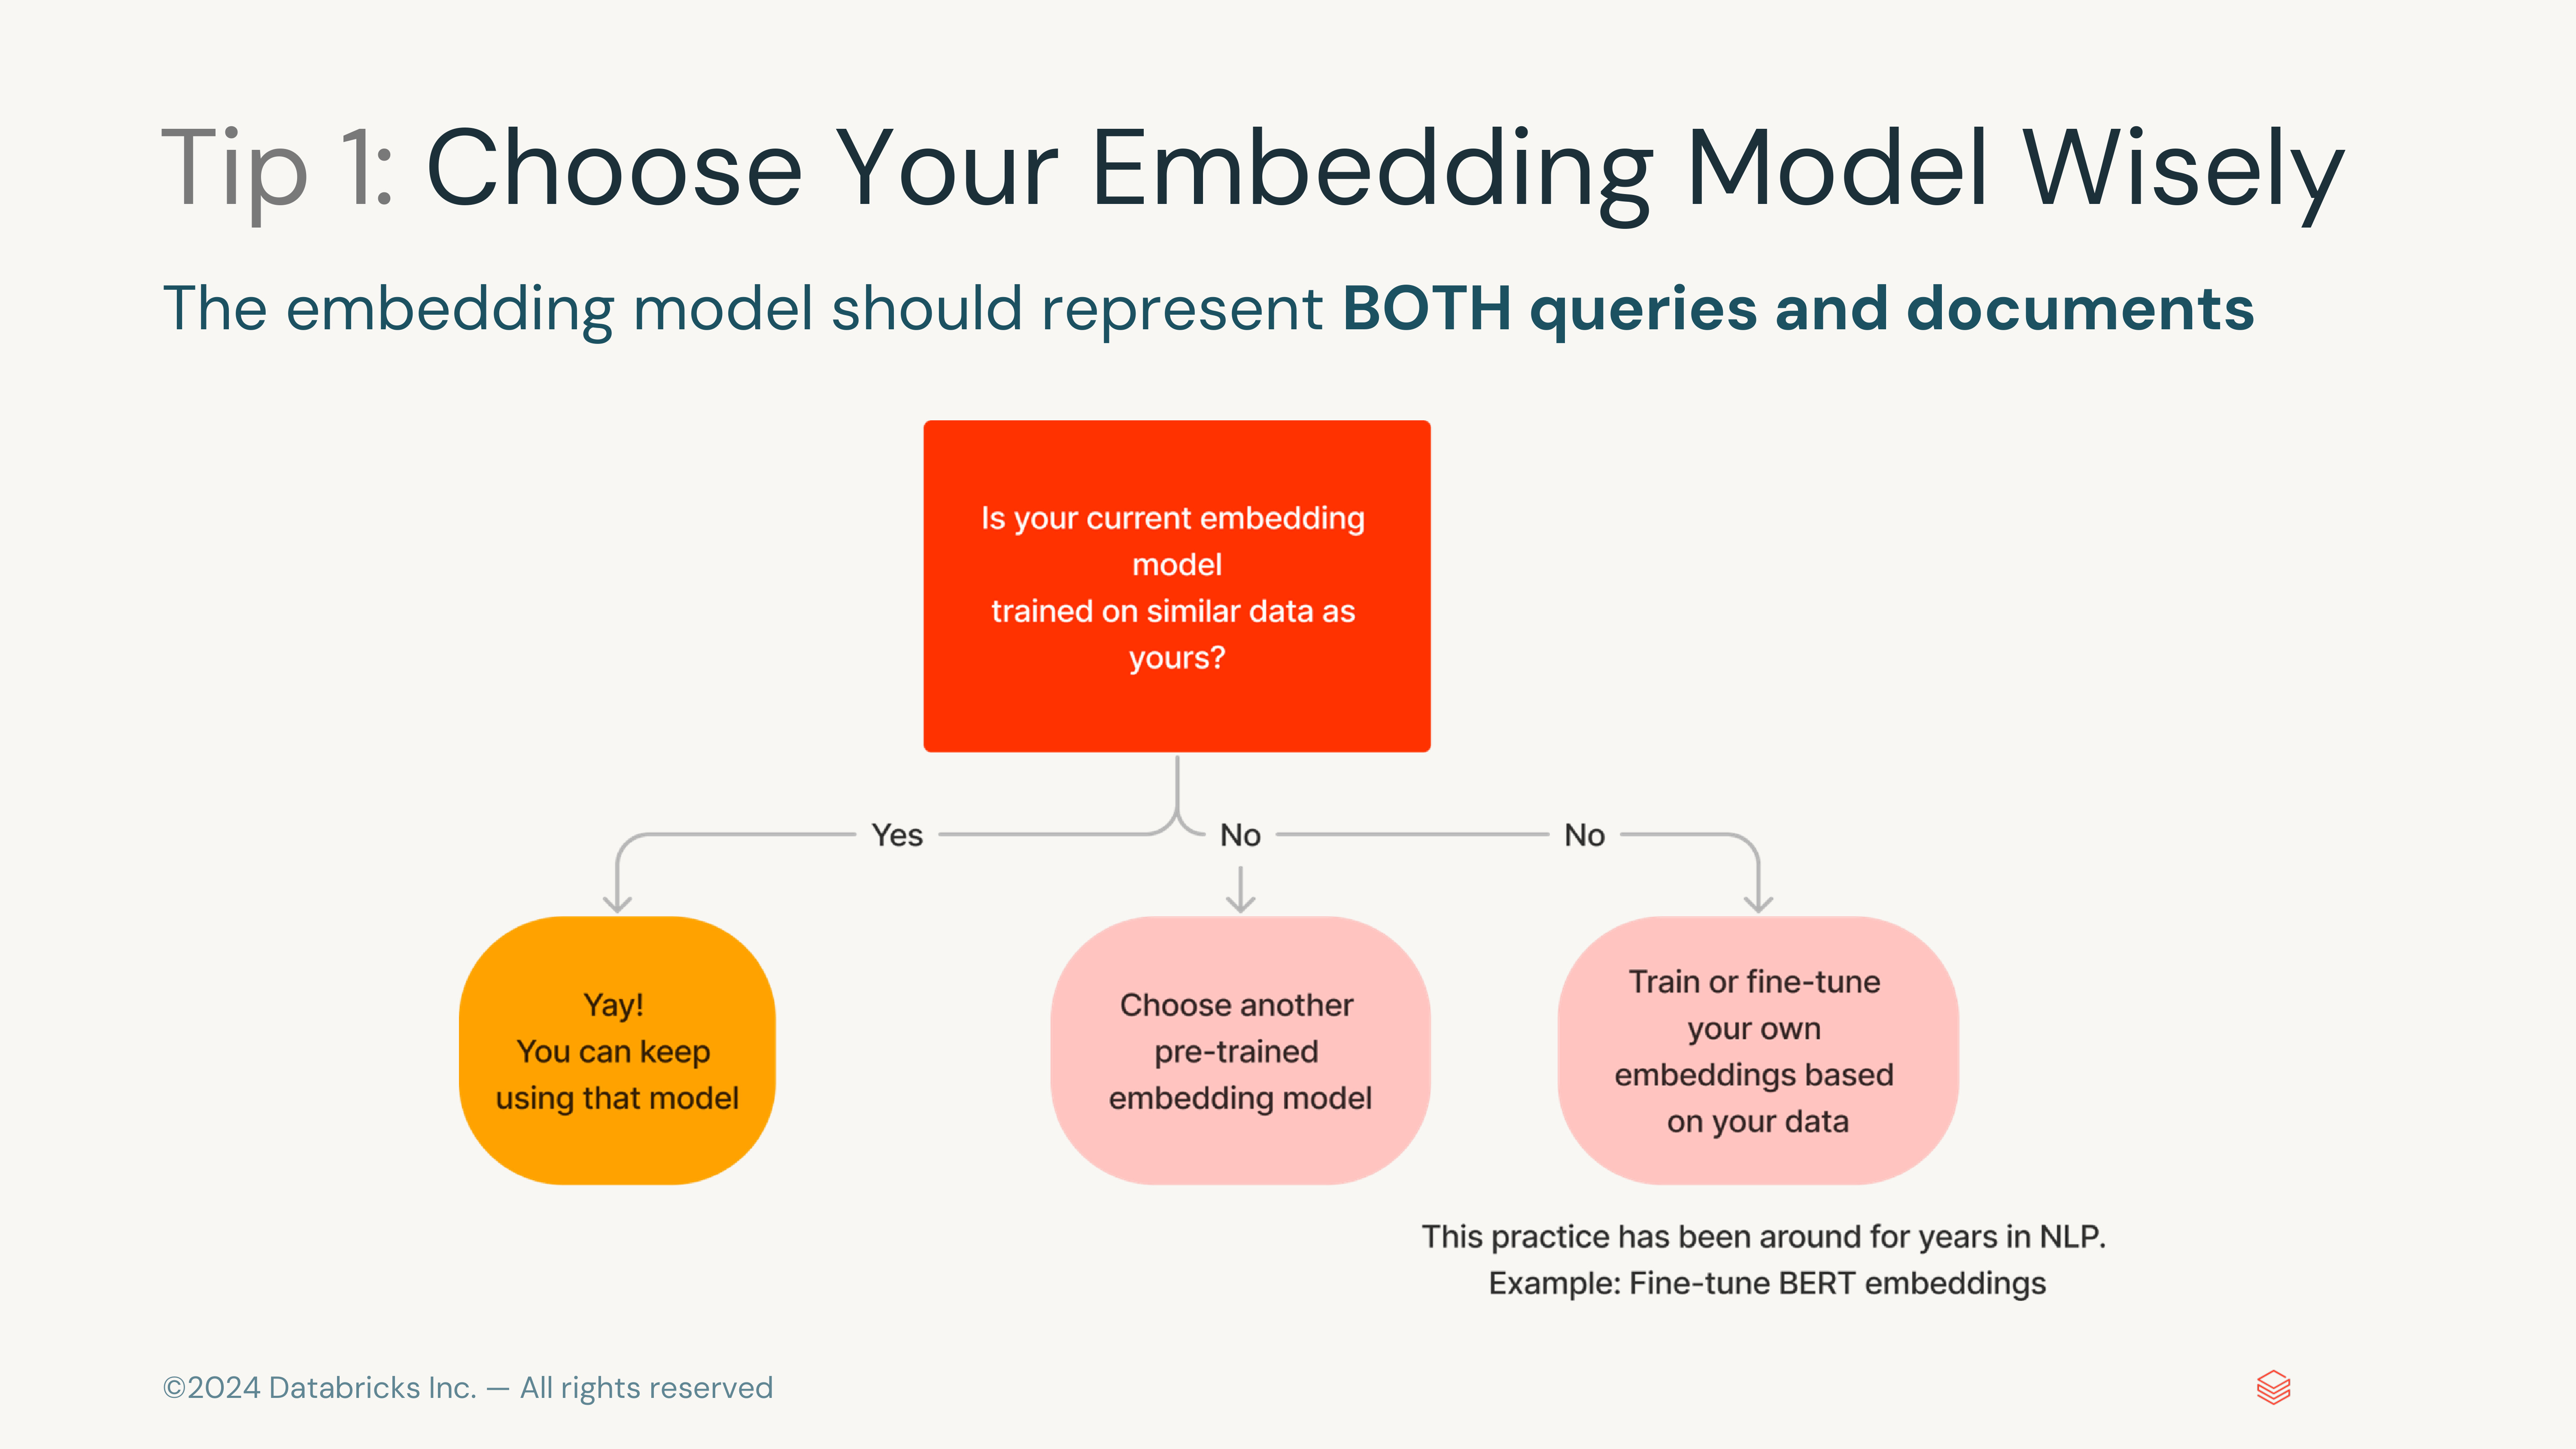 Tip 1: Choose Your Embedding Model Wisely
The embedding model should represent BOTH queries and documents
Is your current embedding
model
trained on similar data as
yours?
Yes
No
No
Yay!
You can keep
using that model
Choose another
pre-trained
embedding model
Train or fine-tune
your own
embeddings based
on your data
This practice has been around for years in NLP.
Example: Fine-tune BERT embeddings
©2024 Databricks Inc. — All rights reserved